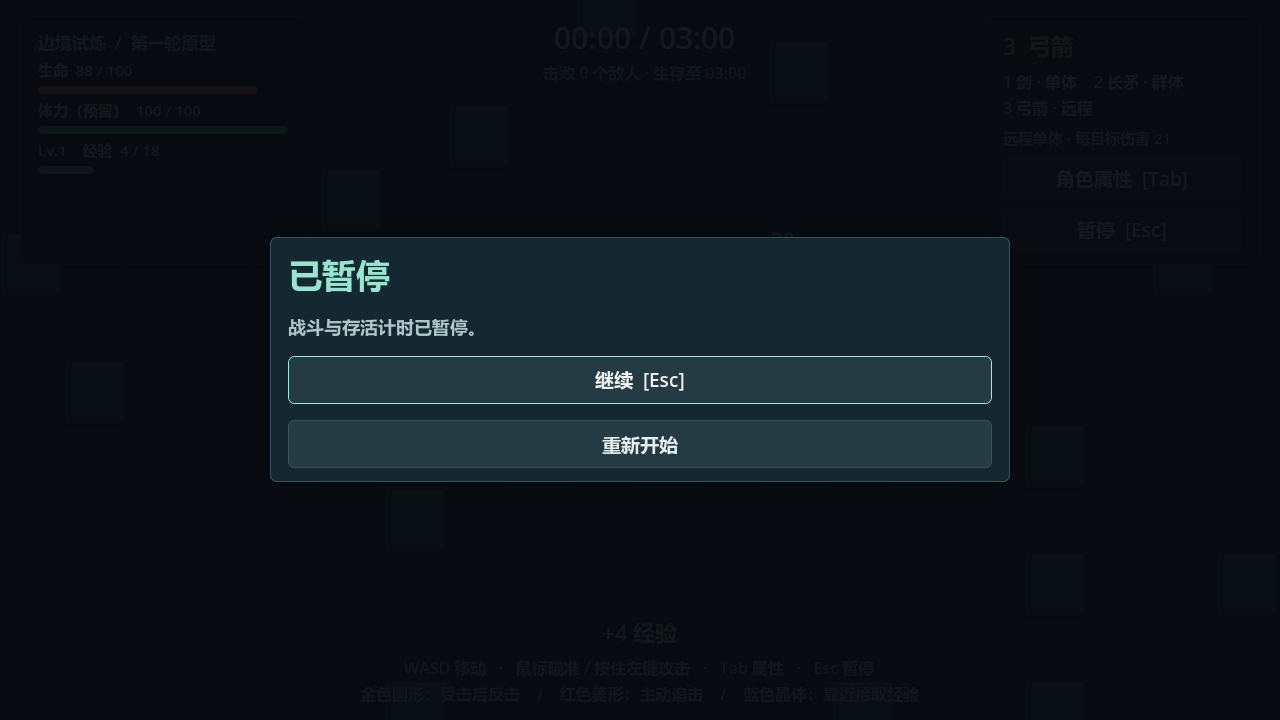 边境试炼 / 第一轮原型
生命 88 / 100
体力（预留） 100 / 100
Lv.1 经验 4 / 18
00:00 / 03:00
击败 0 个敌人 · 生存至 03:00
3 弓箭
1 剑 · 单体 2 长矛 · 群体
3 弓箭 · 远程
远程单体 · 每目标伤害 21
角色属性 [Tab]
暂停 [Esc]
已暂停
战斗与存活计时已暂停。
继续 [Esc]
重新开始
+4 经验
WASD 移动 · 鼠标瞄准 / 按住左键攻击 · Tab 属性 · Esc 暂停
金色圆形：受击后反击 / 红色菱形：主动追击 / 蓝色晶体：靠近拾取经验